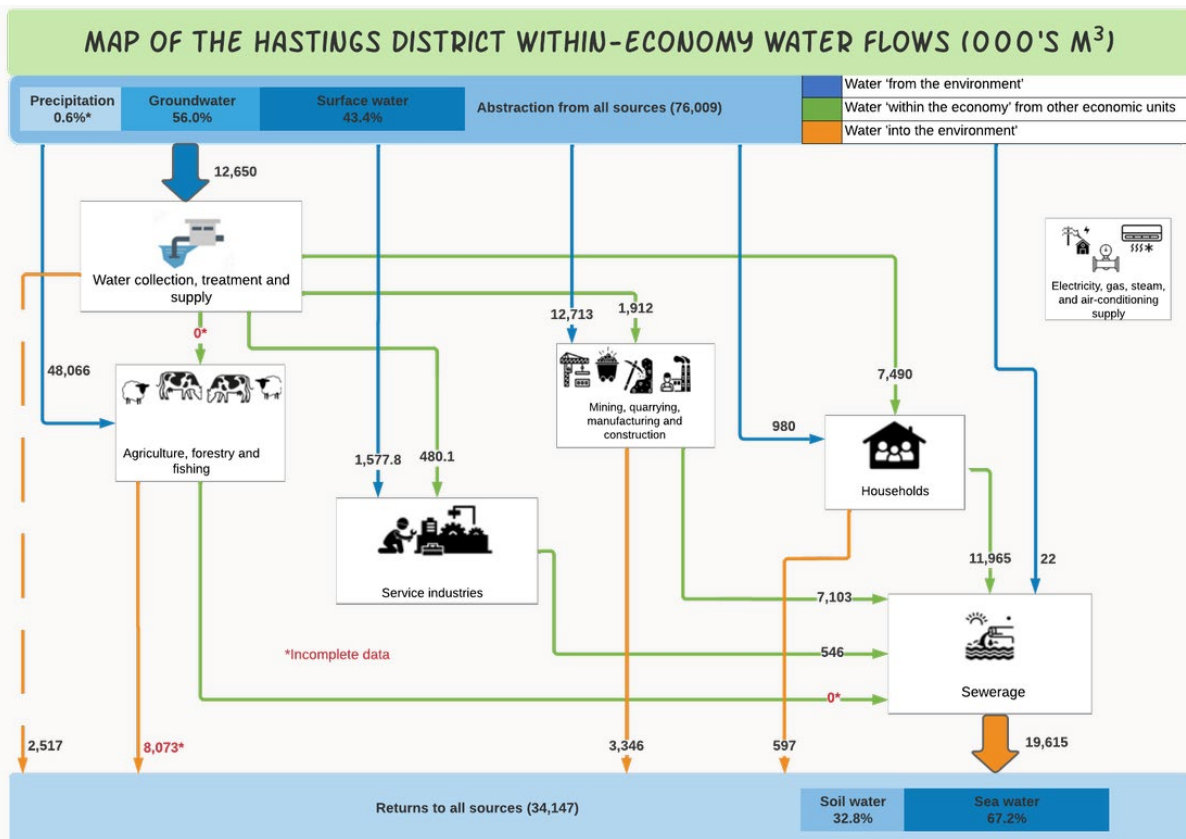 MAP OF THE HASTINGS DISTRICT WITHIN-ECONOMY WATER FLOWS (000'S M³)
Precipitation
0.6%*
Groundwater
56.0%
Surface water
43.4%
Abstraction from all sources (76,009)
Water 'from the environment'
Water 'within the economy' from other economic units
Water 'into the environment'
12,650
Water collection, treatment and
supply
Electricity, gas, steam,
and air-conditioning
supply
0*
12,713
1,912
48,066
7,490
Mining, quarrying,
manufacturing and
construction
980
Agriculture, forestry and
fishing
1,577.8
480.1
Households
Service industries
11,965
22
7,103
*Incomplete data
546
Sewerage
0*
2,517
8,073*
3,346
597
19,615
Returns to all sources (34,147)
Soil water
32.8%
Sea water
67.2%